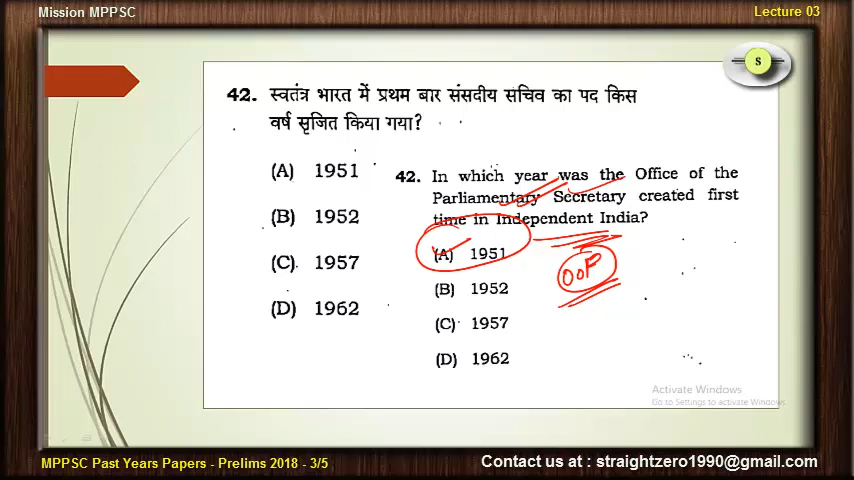 Mission MPPSC
Lecture 03
S
42. स्वतंत्र भारत में प्रथम बार संसदीय सचिव का पद किस
वर्ष सृजित किया गया?
(A) 1951
(B) 1952
(C) 1957
(D) 1962
42. In which year was the Office of the
Parliamentary Secretary created first
time in Independent India?
(A) 1951
(B) 1952
(C) 1957
(D) 1962
OoP
Activate Windows
Go to Settings to activate Windows.
MPPSC Past Years Papers - Prelims 2018 - 3/5
Contact us at : straightzero1990@gmail.com